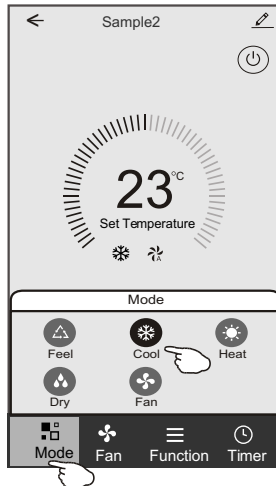 Sample2
23°C
Set Temperature
A
Mode
Feel Cool Heat
Dry Fan
Mode Fan Function Timer